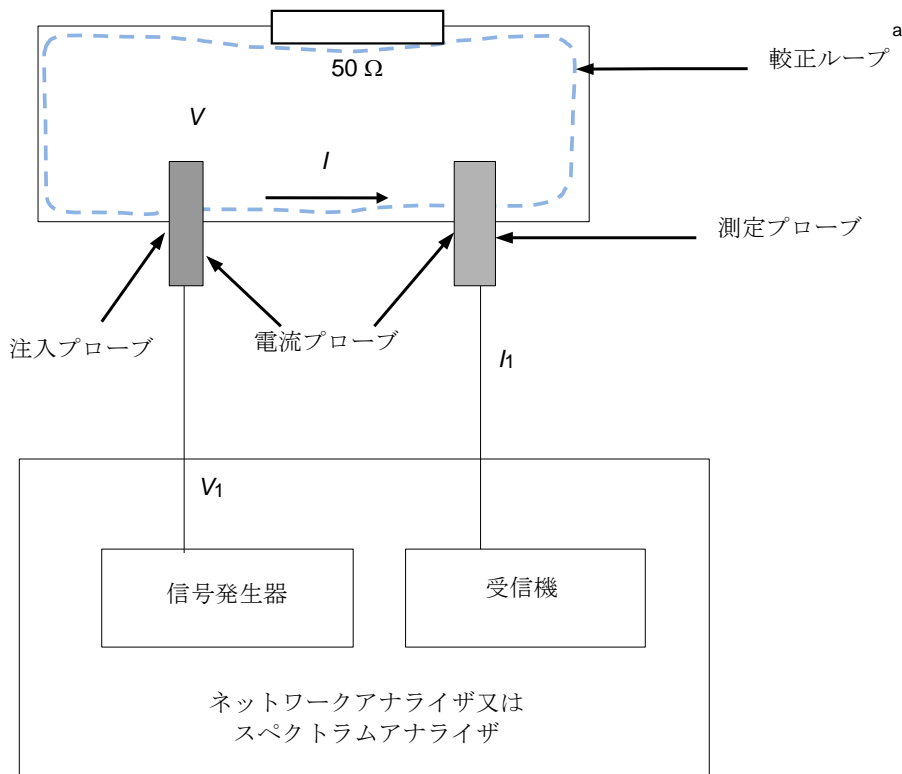 50 Ω
較正ループ a
V
I
測定プローブ
注入プローブ
電流プローブ
I1
V1
信号発生器
受信機
ネットワークアナライザ又は
スペクトラムアナライザ